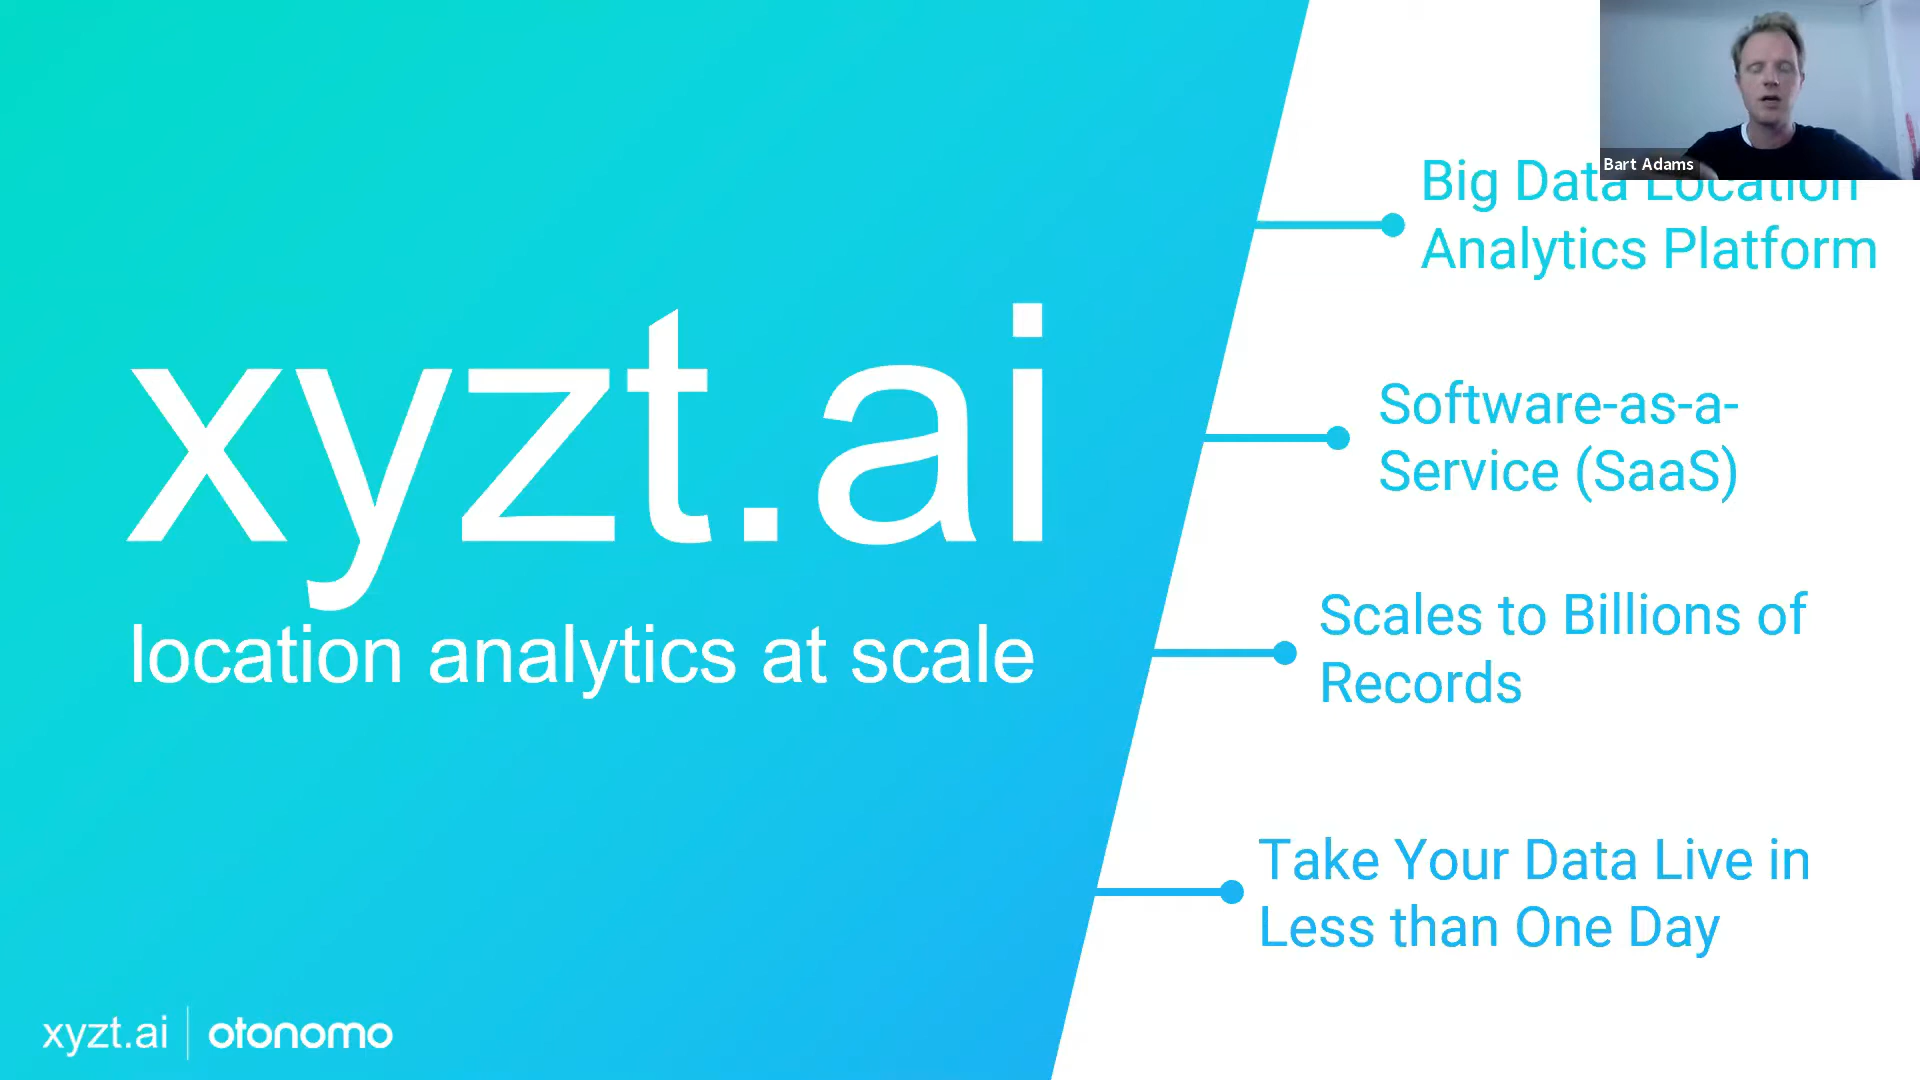 xyzt.ai
location analytics at scale
Big Data Location
Analytics Platform
Software-as-a-
Service (SaaS)
Scales to Billions of
Records
Take Your Data Live in
Less than One Day
Bart Adams
xyzt.ai
otonomo